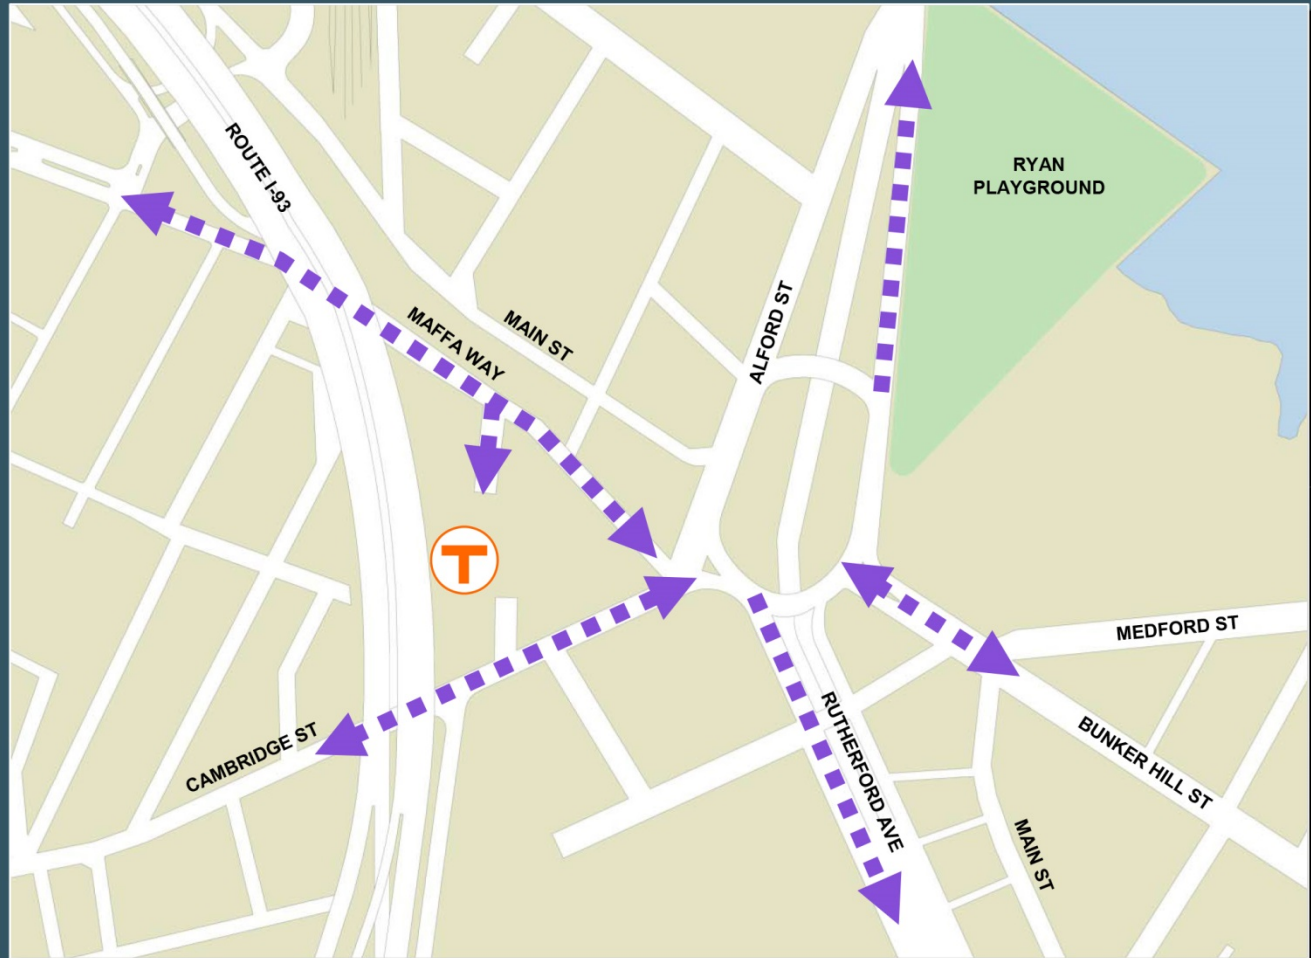 ROUTE I-93
RYAN
PLAYGROUND
MAFFA WAY
MAIN ST
ALFORD ST
T
MEDFORD ST
CAMBRIDGE ST
RUTHERFORD AVE
BUNKER HILL ST
MAIN ST